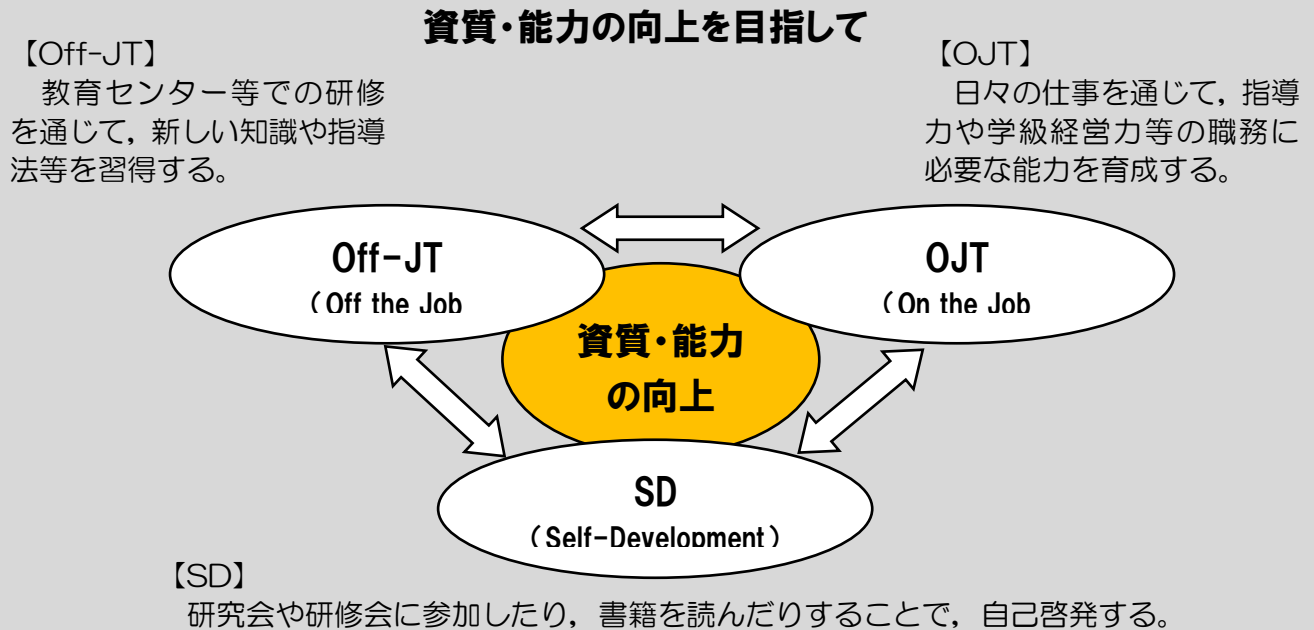 資質・能力の向上を目指して
【Off-JT】
教育センター等での研修
を通じて，新しい知識や指導
法等を習得する。
【OJT】
日々の仕事を通じて，指導
力や学級経営力等の職務に
必要な能力を育成する。
Off-JT
（Off the Job
OJT
（On the Job
資質・能力
の向上
SD
（Self-Development）
【SD】
研究会や研修会に参加したり，書籍を読んだりすることで，自己啓発する。